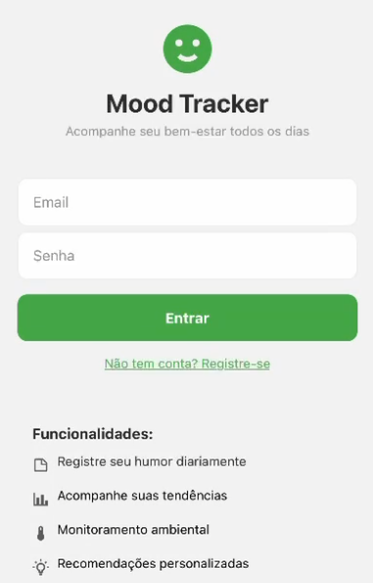 Mood Tracker
Acompanhe seu bem-estar todos os dias
Email
Senha
Entrar
Não tem conta? Registre-se
Funcionalidades:
Registre seu humor diariamente
Acompanhe suas tendências
Monitoramento ambiental
Recomendações personalizadas